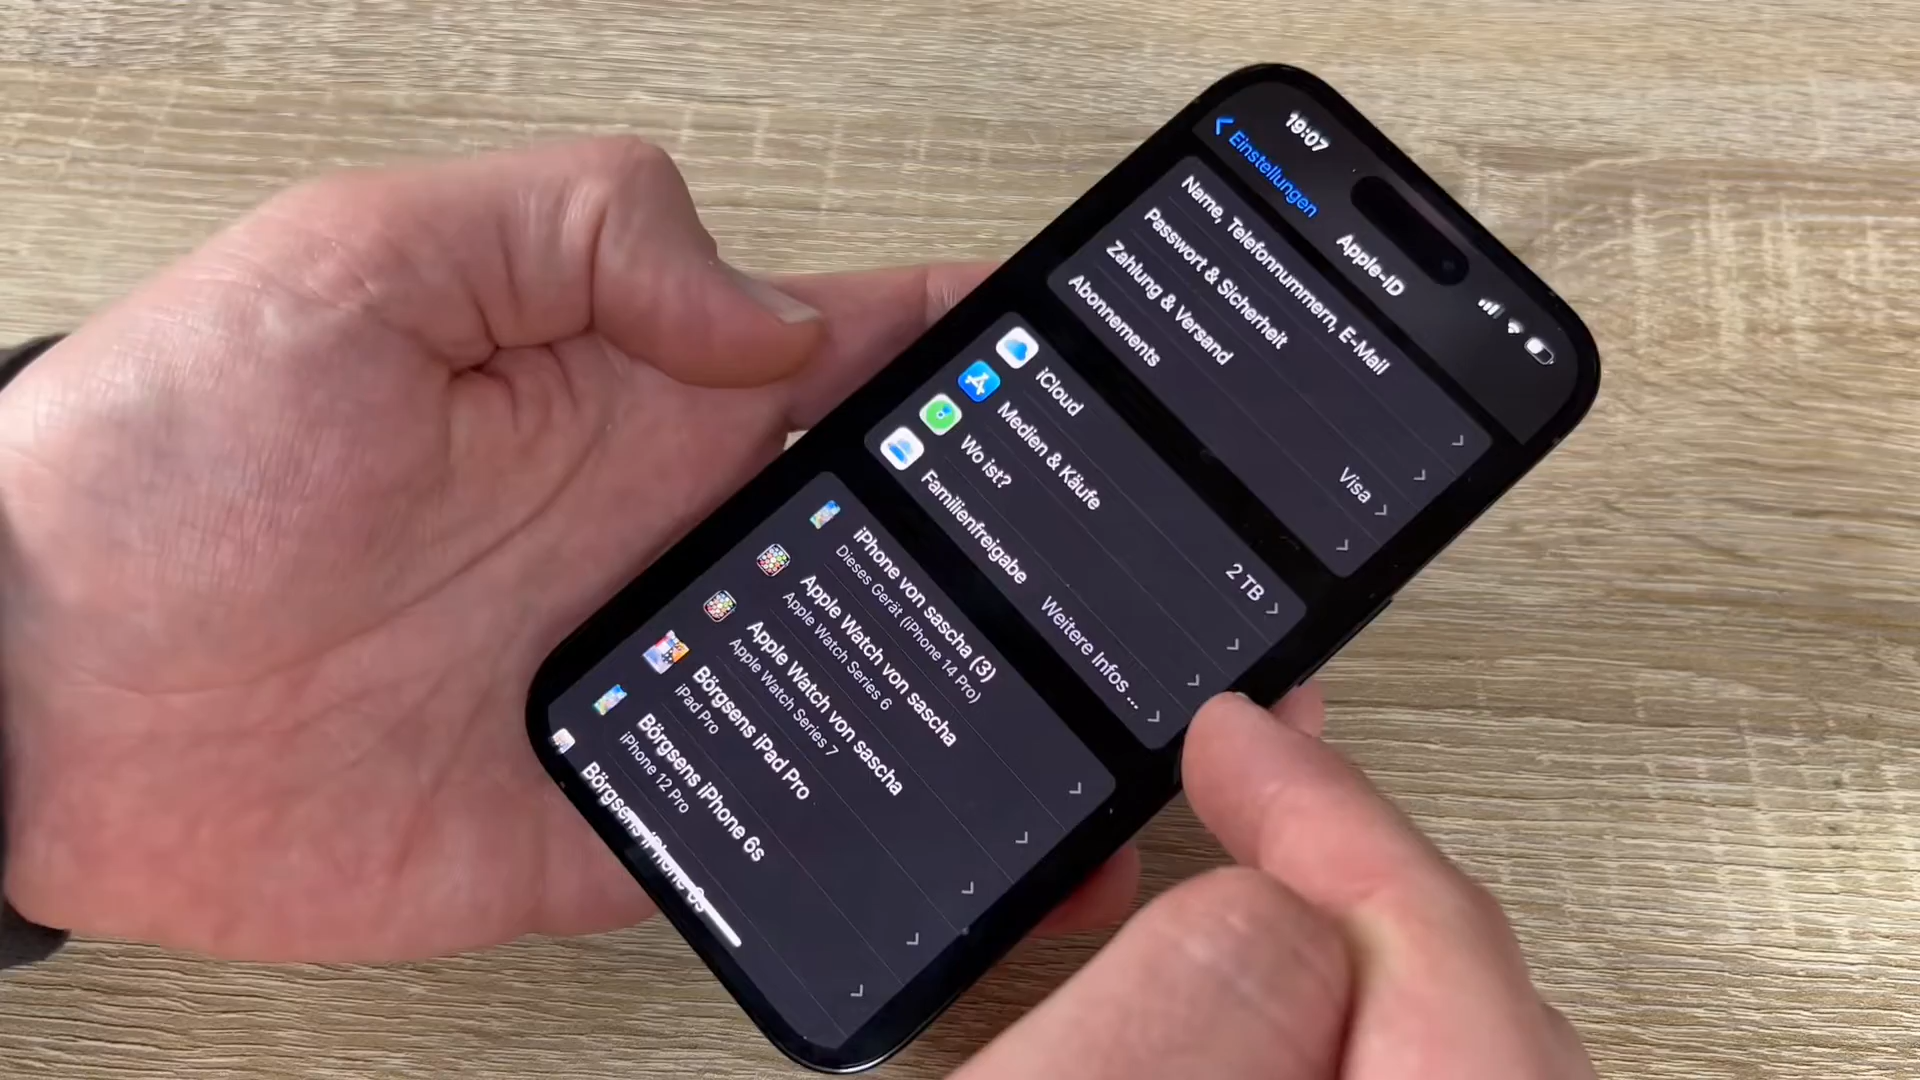 19:07
Einstellungen
Apple-ID
Name, Telefonnummern, E-Mail
Passwort & Sicherheit
Zahlung & Versand
Visa
Abonnements
iCloud
2 TB
Medien & Käufe
Wo ist?
Familienfreigabe
Weitere Infos ...
iPhone von sascha (3)
Dieses Gerät (iPhone 14 Pro)
Apple Watch von sascha
Apple Watch Series 6
Apple Watch von sascha
Apple Watch Series 7
Börgsens iPad Pro
iPad Pro
Börgsens iPhone 6s
iPhone 12 Pro
Börgsens iPhone 6s